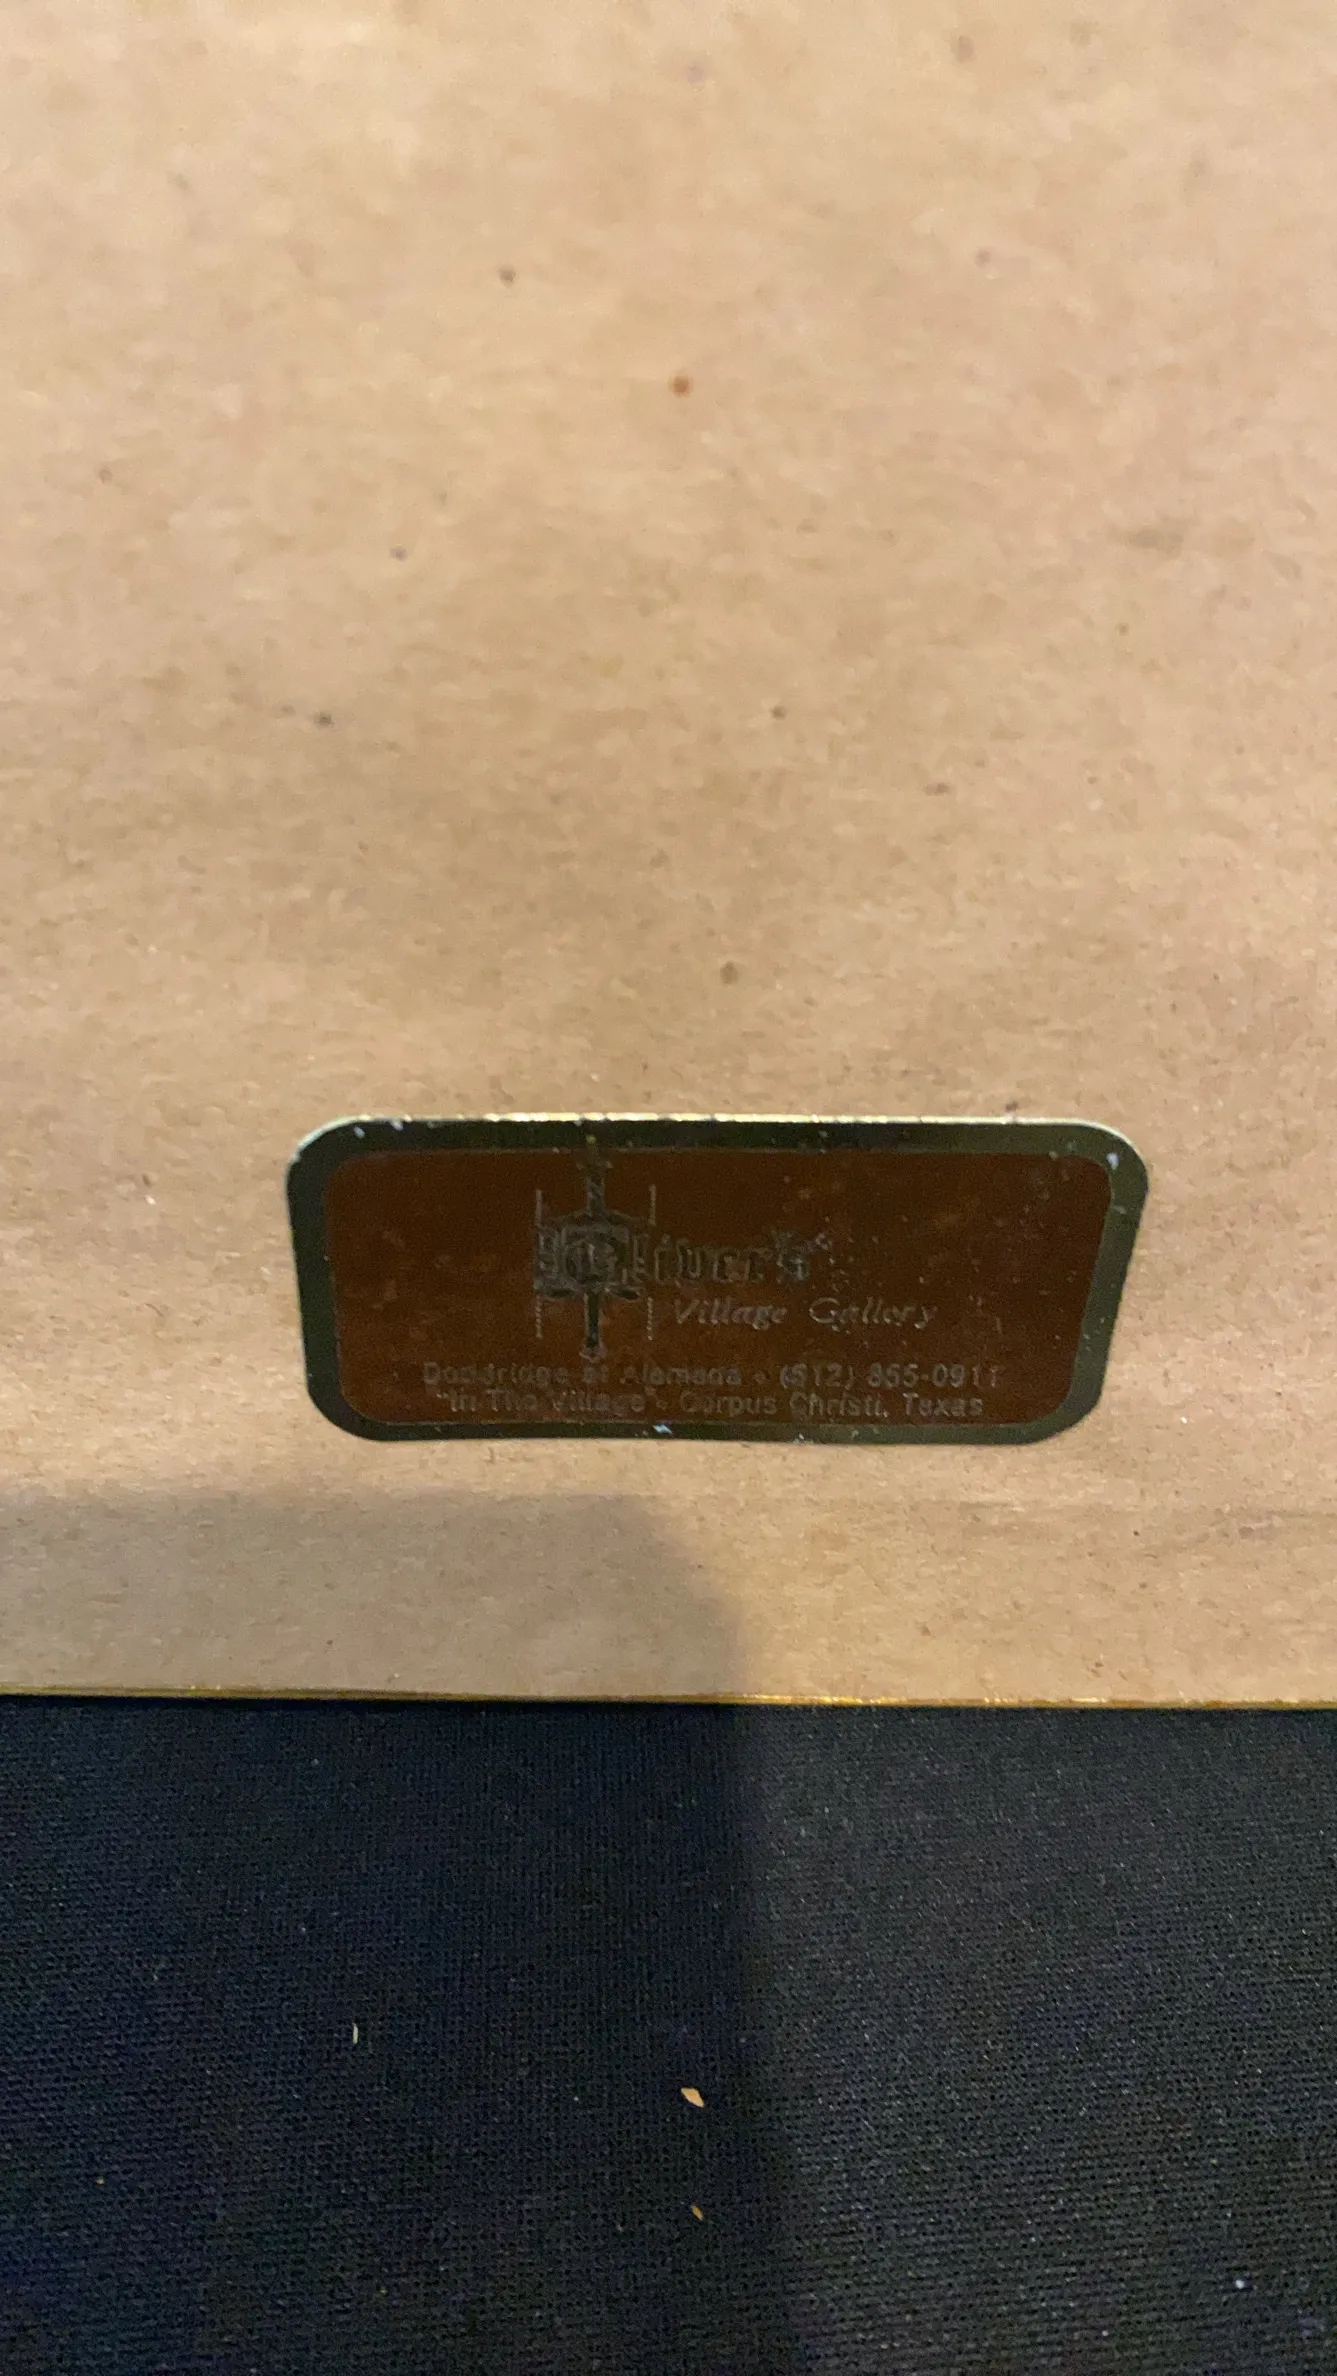 Village Gallery
Doddridge at Alameda • (512) 855-0911
"In The Village" • Corpus Christi, Texas